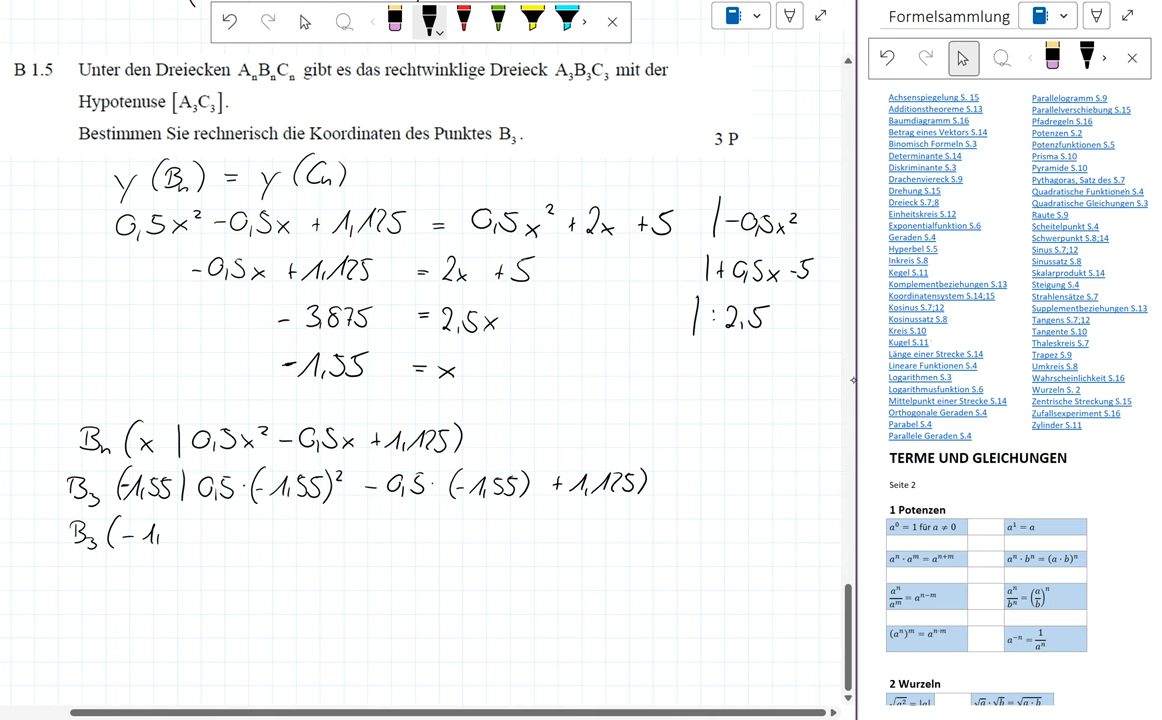 Formelsammlung
B 1.5 Unter den Dreiecken AₙBₙCₙ gibt es das rechtwinklige Dreieck A₃B₃C₃ mit der
Hypotenuse [A₃C₃].
Bestimmen Sie rechnerisch die Koordinaten des Punktes B₃.
3 P
y (Bₙ) = y (Cₙ)
0,5x² - 0,5x + 1,125 = 0,5x² + 2x + 5 | -0,5x²
-0,5x + 1,125 = 2x + 5 | + 0,5x - 5
- 3,875 = 2,5x | : 2,5
-1,55 = x
Bₙ (x | 0,5x² - 0,5x + 1,125)
B₃ (-1,55 | 0,5 · (-1,55)² - 0,5 · (-1,55) + 1,125)
B₃ (- 1,
Achsenspiegelung S. 15
Additionstheoreme S.13
Baumdiagramm S.16
Betrag eines Vektors S.14
Binomisch Formeln S.3
Determinante S.14
Diskriminante S.3
Drachenviereck S.9
Drehung S.15
Dreieck S.7;8
Einheitskreis S.12
Exponentialfunktion S.6
Geraden S.4
Hyperbel S.5
Inkreis S.8
Kegel S.11
Komplementbeziehungen S.13
Koordinatensystem S.14;15
Kosinus S.7;12
Kosinussatz S.8
Kreis S.10
Kugel S.11
Länge einer Strecke S.14
Lineare Funktionen S.4
Logarithmen S.3
Logarithmusfunktion S.6
Mittelpunkt einer Strecke S.14
Orthogonale Geraden S.4
Parabel S.4
Parallele Geraden S.4
Parallelogramm S.9
Parallelverschiebung S.15
Pfadregeln S.16
Potenzen S.2
Potenzfunktionen S.5
Prisma S.10
Pyramide S.10
Pythagoras, Satz des S.7
Quadratische Funktionen S.4
Quadratische Gleichungen S.3
Raute S.9
Scheitelpunkt S.4
Schwerpunkt S.8;14
Sinus S.7;12
Sinussatz S.8
Skalarprodukt S.14
Steigung S.4
Strahlensätze S.7
Supplementbeziehungen S.13
Tangens S.7;12
Tangente S.10
Thaleskreis S.7
Trapez S.9
Umkreis S.8
Wahrscheinlichkeit S.16
Wurzeln S. 2
Zentrische Streckung S.15
Zufallsexperiment S.16
Zylinder S.11
TERME UND GLEICHUNGEN
Seite 2
1 Potenzen
a⁰ = 1 für a ≠ 0 a¹ = a
aⁿ · aᵐ = aⁿ⁺ᵐ aⁿ · bⁿ = (a · b)ⁿ
aⁿ/aᵐ = aⁿ⁻ᵐ aⁿ/bⁿ = (a/b)ⁿ
(aⁿ)ᵐ = aⁿ·ᵐ a⁻ⁿ = 1/aⁿ
2 Wurzeln
√a² = |a| √a · √b = √a · b